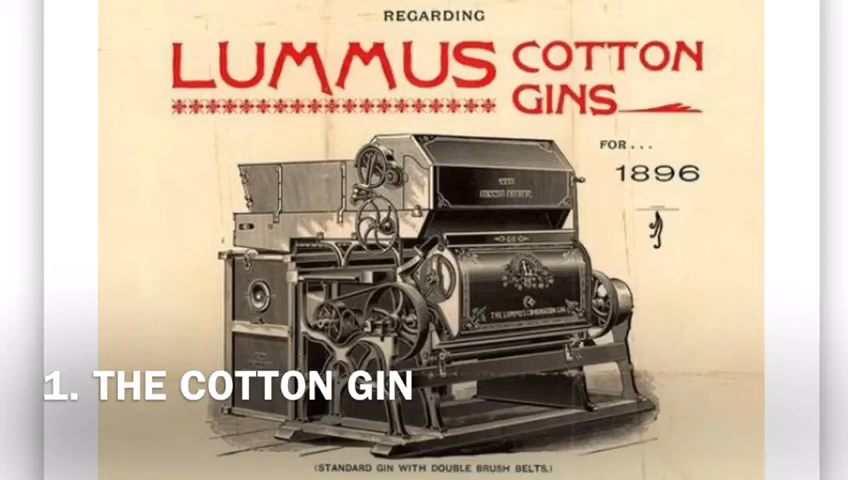 REGARDING
LUMMUS COTTON
GINS
FOR...
1896
THE LUMMUS COMBINATION GIN
1. THE COTTON GIN
(STANDARD GIN WITH DOUBLE BRUSH BELTS.)